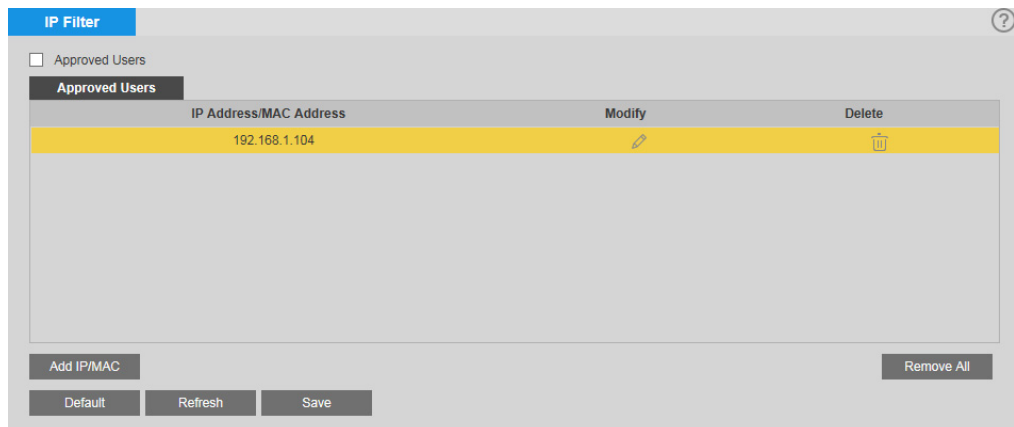 IP Filter
?
Approved Users
Approved Users
IP Address/MAC Address Modify Delete
192.168.1.104
Add IP/MAC Remove All
Default Refresh Save